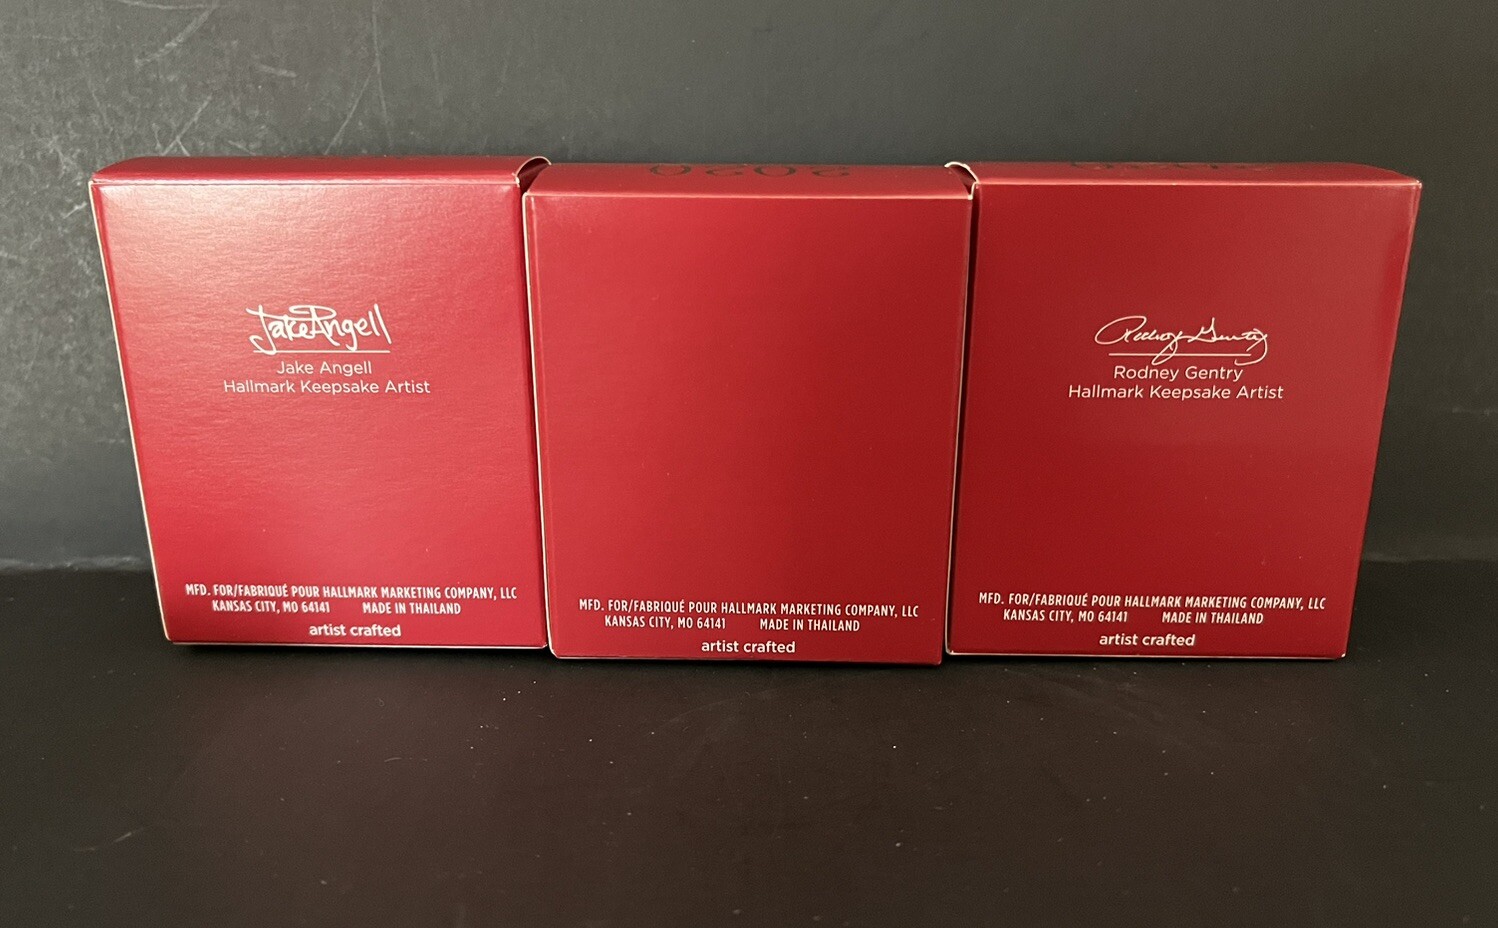 2020
Jake Angell
Jake Angell
Hallmark Keepsake Artist
MFD. FOR/FABRIQUÉ POUR HALLMARK MARKETING COMPANY, LLC
KANSAS CITY, MO 64141 MADE IN THAILAND
artist crafted
MFD. FOR/FABRIQUÉ POUR HALLMARK MARKETING COMPANY, LLC
KANSAS CITY, MO 64141 MADE IN THAILAND
artist crafted
Rodney Gentry
Rodney Gentry
Hallmark Keepsake Artist
MFD. FOR/FABRIQUÉ POUR HALLMARK MARKETING COMPANY, LLC
KANSAS CITY, MO 64141 MADE IN THAILAND
artist crafted